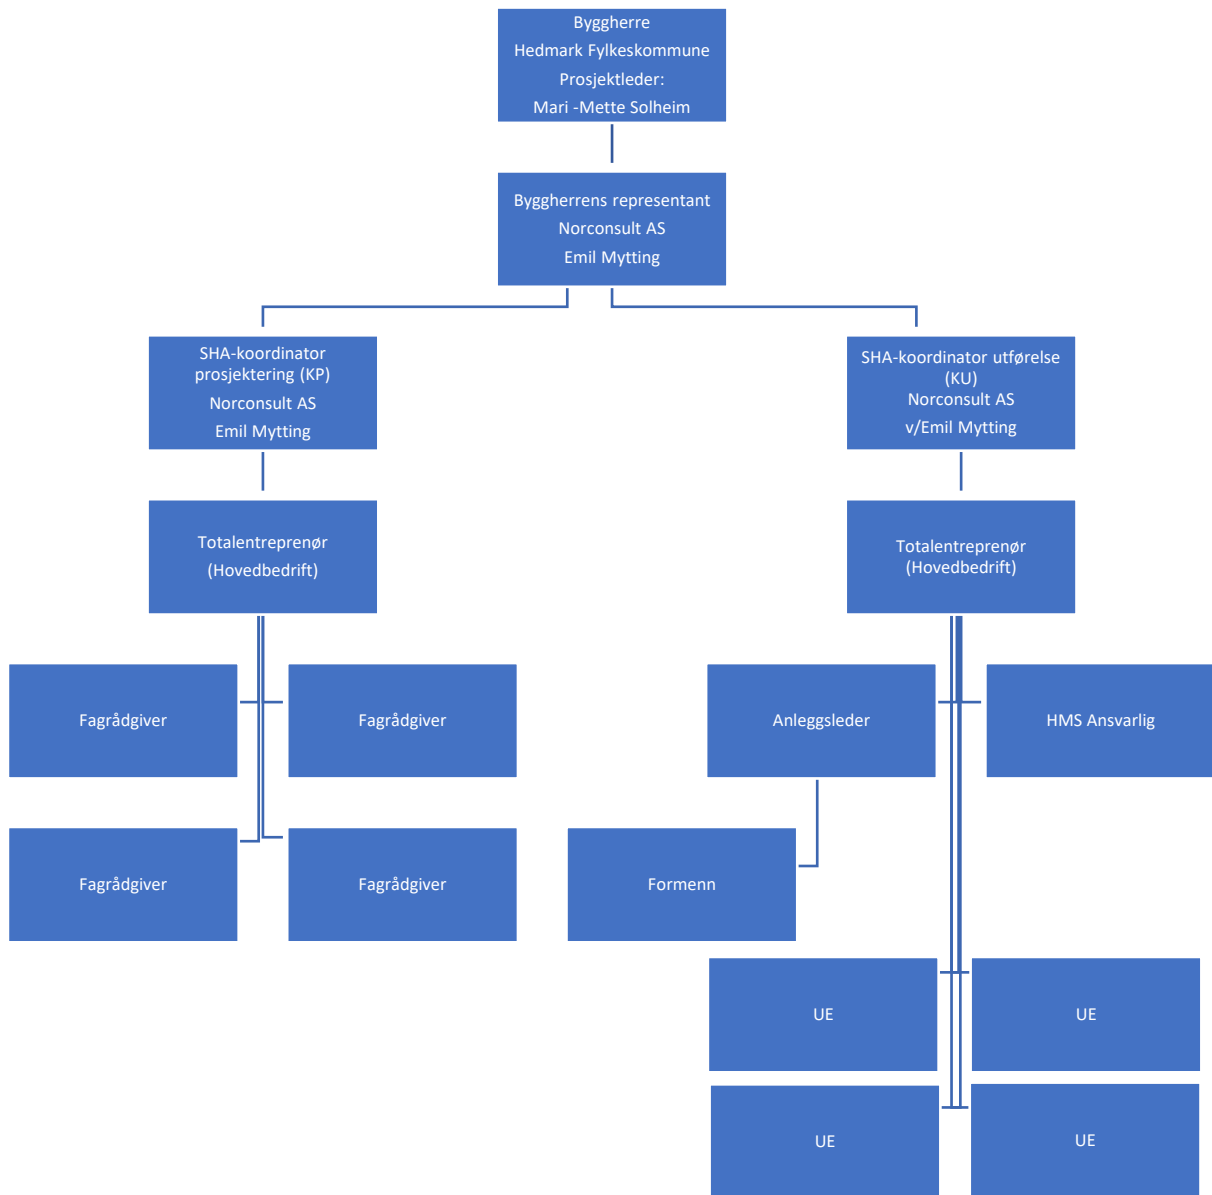 Byggherre
Hedmark Fylkeskommune
Prosjektleder:
Mari -Mette Solheim
Byggherrens representant
Norconsult AS
Emil Mytting
SHA-koordinator
prosjektering (KP)
Norconsult AS
Emil Mytting
SHA-koordinator utførelse
(KU)
Norconsult AS
v/Emil Mytting
Totalentreprenør
(Hovedbedrift)
Totalentreprenør
(Hovedbedrift)
Fagrådgiver
Fagrådgiver
Anleggsleder
HMS Ansvarlig
Fagrådgiver
Fagrådgiver
Formenn
UE
UE
UE
UE